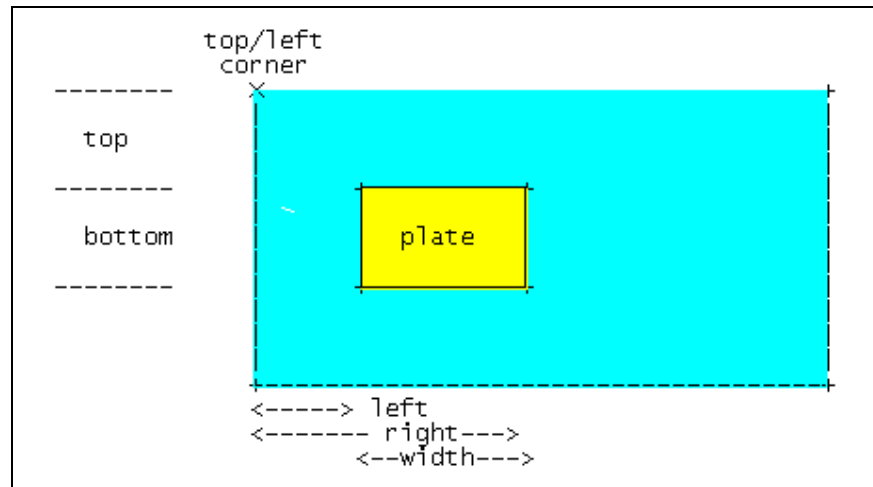 top/left
corner
--------
top
--------
bottom
--------
plate
<-----> left
<------- right--->
<--width--->